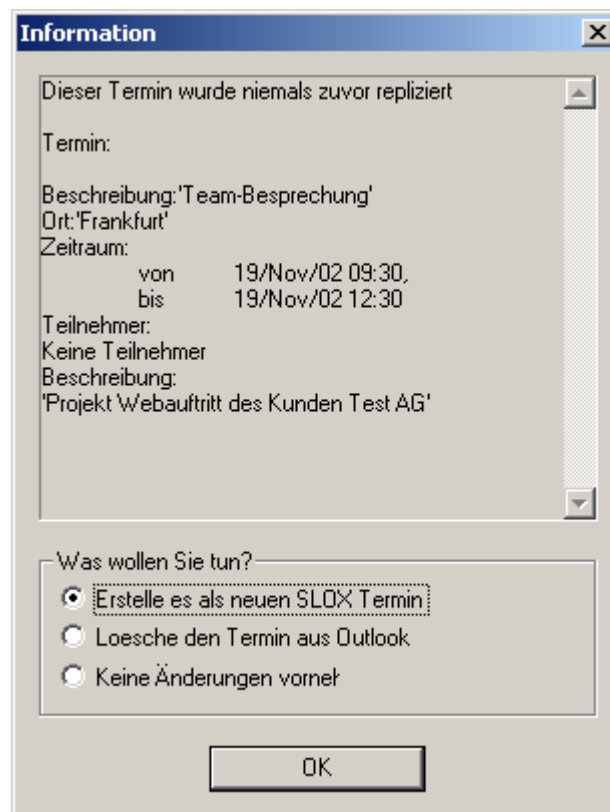 Information
Dieser Termin wurde niemals zuvor repliziert
Termin:
Beschreibung:'Team-Besprechung'
Ort:'Frankfurt'
Zeitraum:
von 19/Nov/02 09:30,
bis 19/Nov/02 12:30
Teilnehmer:
Keine Teilnehmer
Beschreibung:
'Projekt Webauftritt des Kunden Test AG'
Was wollen Sie tun?
Erstelle es als neuen SLOX Termin
Loesche den Termin aus Outlook
Keine Änderungen vorneh
OK